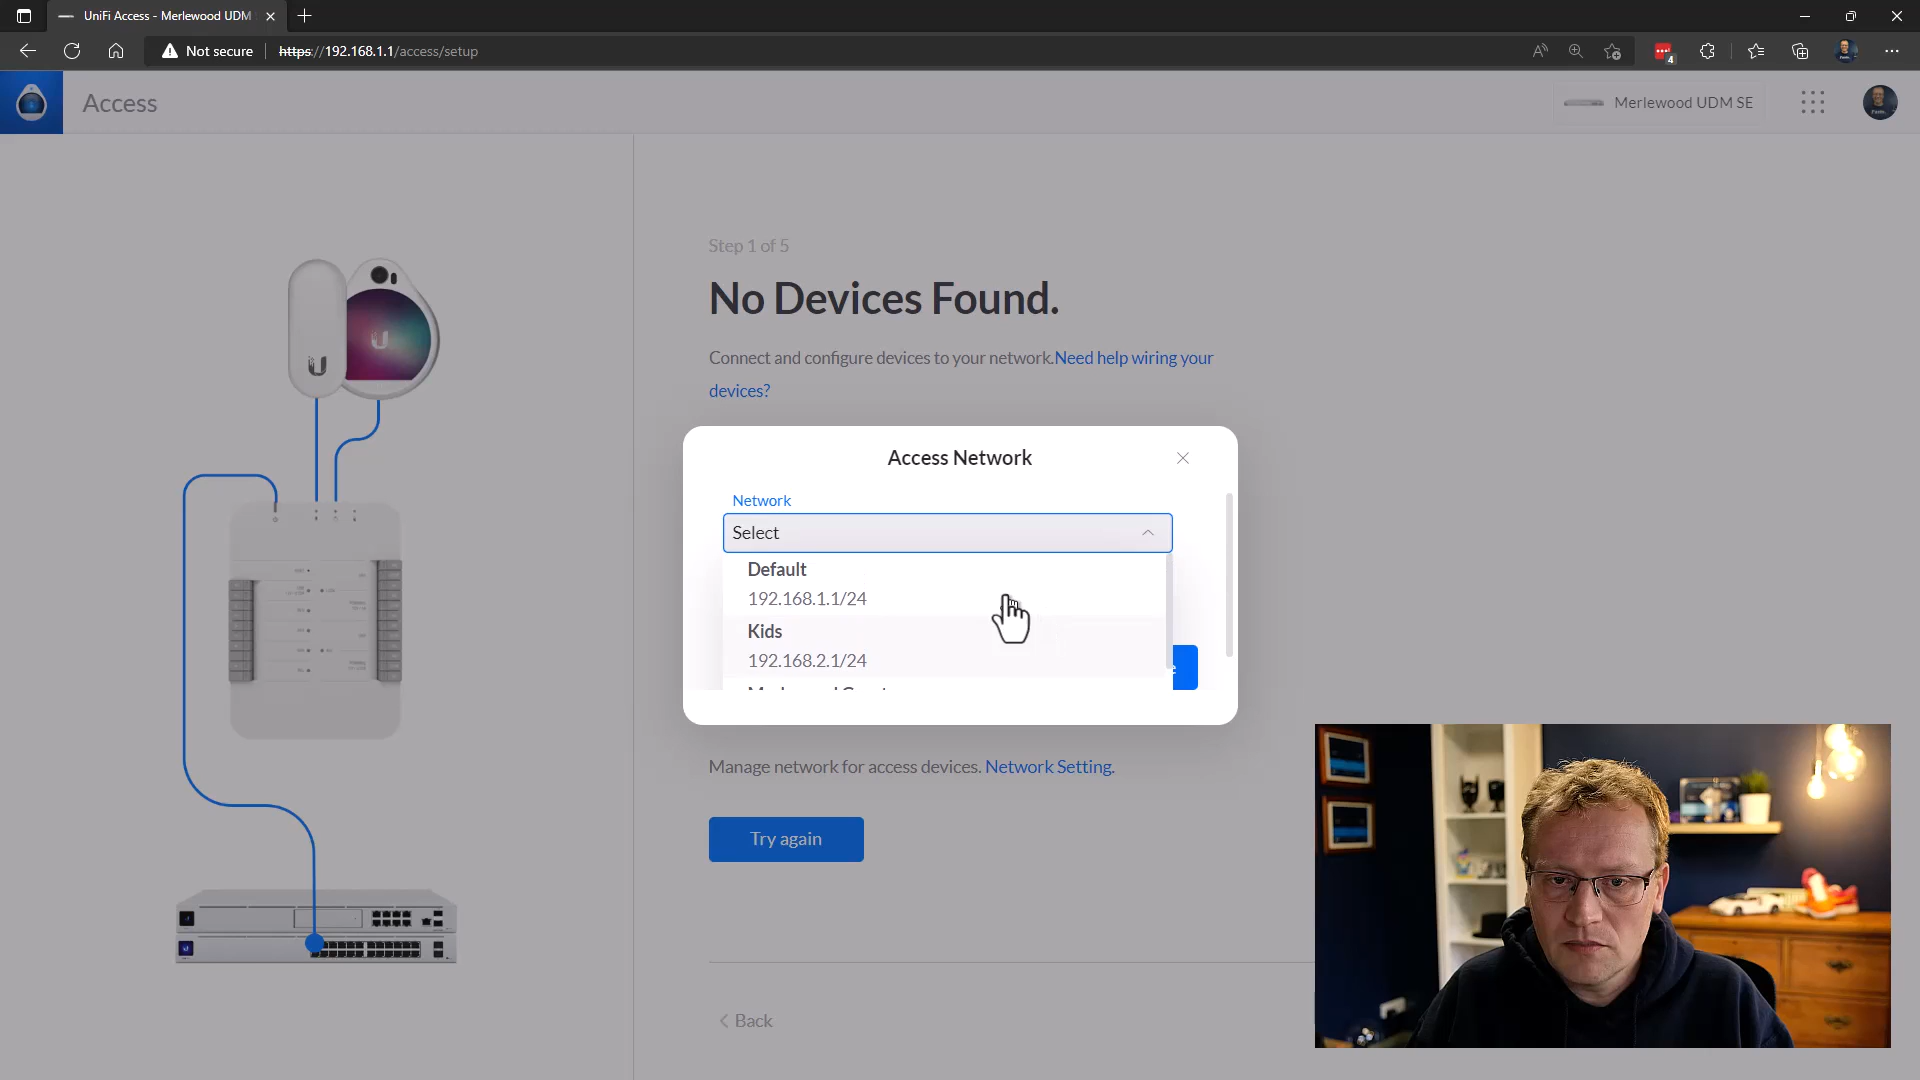 UniFi Access - Merlewood UDM
Not secure
https://192.168.1.1/access/setup
4
Access
Merlewood UDM SE
Step 1 of 5
No Devices Found.
Connect and configure devices to your network.Need help wiring your
devices?
Access Network
Network
Select
Default
192.168.1.1/24
Kids
192.168.2.1/24
Manage network for access devices. Network Setting.
Try again
Back